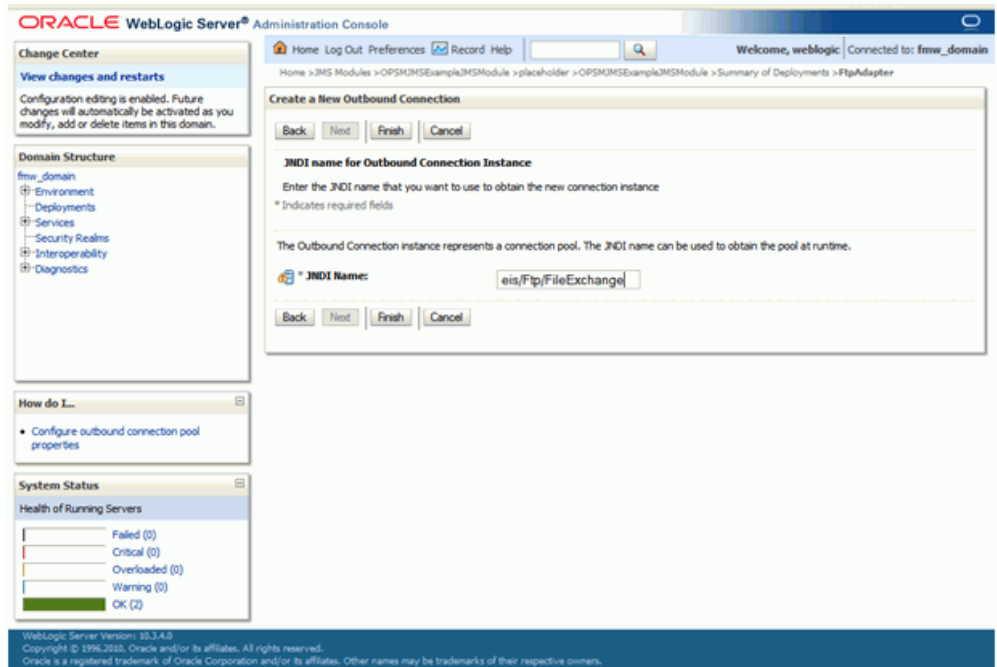 ORACLE WebLogic Server® Administration Console
Change Center
View changes and restarts
Configuration editing is enabled. Future
changes will automatically be activated as you
modify, add or delete items in this domain.
Domain Structure
fmw_domain
Environment
Deployments
Services
Security Realms
Interoperability
Diagnostics
How do I...
Configure outbound connection pool
properties
System Status
Health of Running Servers
Failed (0)
Critical (0)
Overloaded (0)
Warning (0)
OK (2)
Home Log Out Preferences Record Help
Welcome, weblogic Connected to: fmw_domain
Home >JMS Modules >OPSMJMSExampleJMSModule >placeholder >OPSMJMSExampleJMSModule >Summary of Deployments >FtpAdapter
Create a New Outbound Connection
Back Next Finish Cancel
JNDI name for Outbound Connection Instance
Enter the JNDI name that you want to use to obtain the new connection instance
* Indicates required fields
The Outbound Connection instance represents a connection pool. The JNDI name can be used to obtain the pool at runtime.
* JNDI Name: eis/Ftp/FileExchange
Back Next Finish Cancel
WebLogic Server Version: 10.3.4.0
Copyright © 1996,2010, Oracle and/or its affiliates. All rights reserved.
Oracle is a registered trademark of Oracle Corporation and/or its affiliates. Other names may be trademarks of their respective owners.